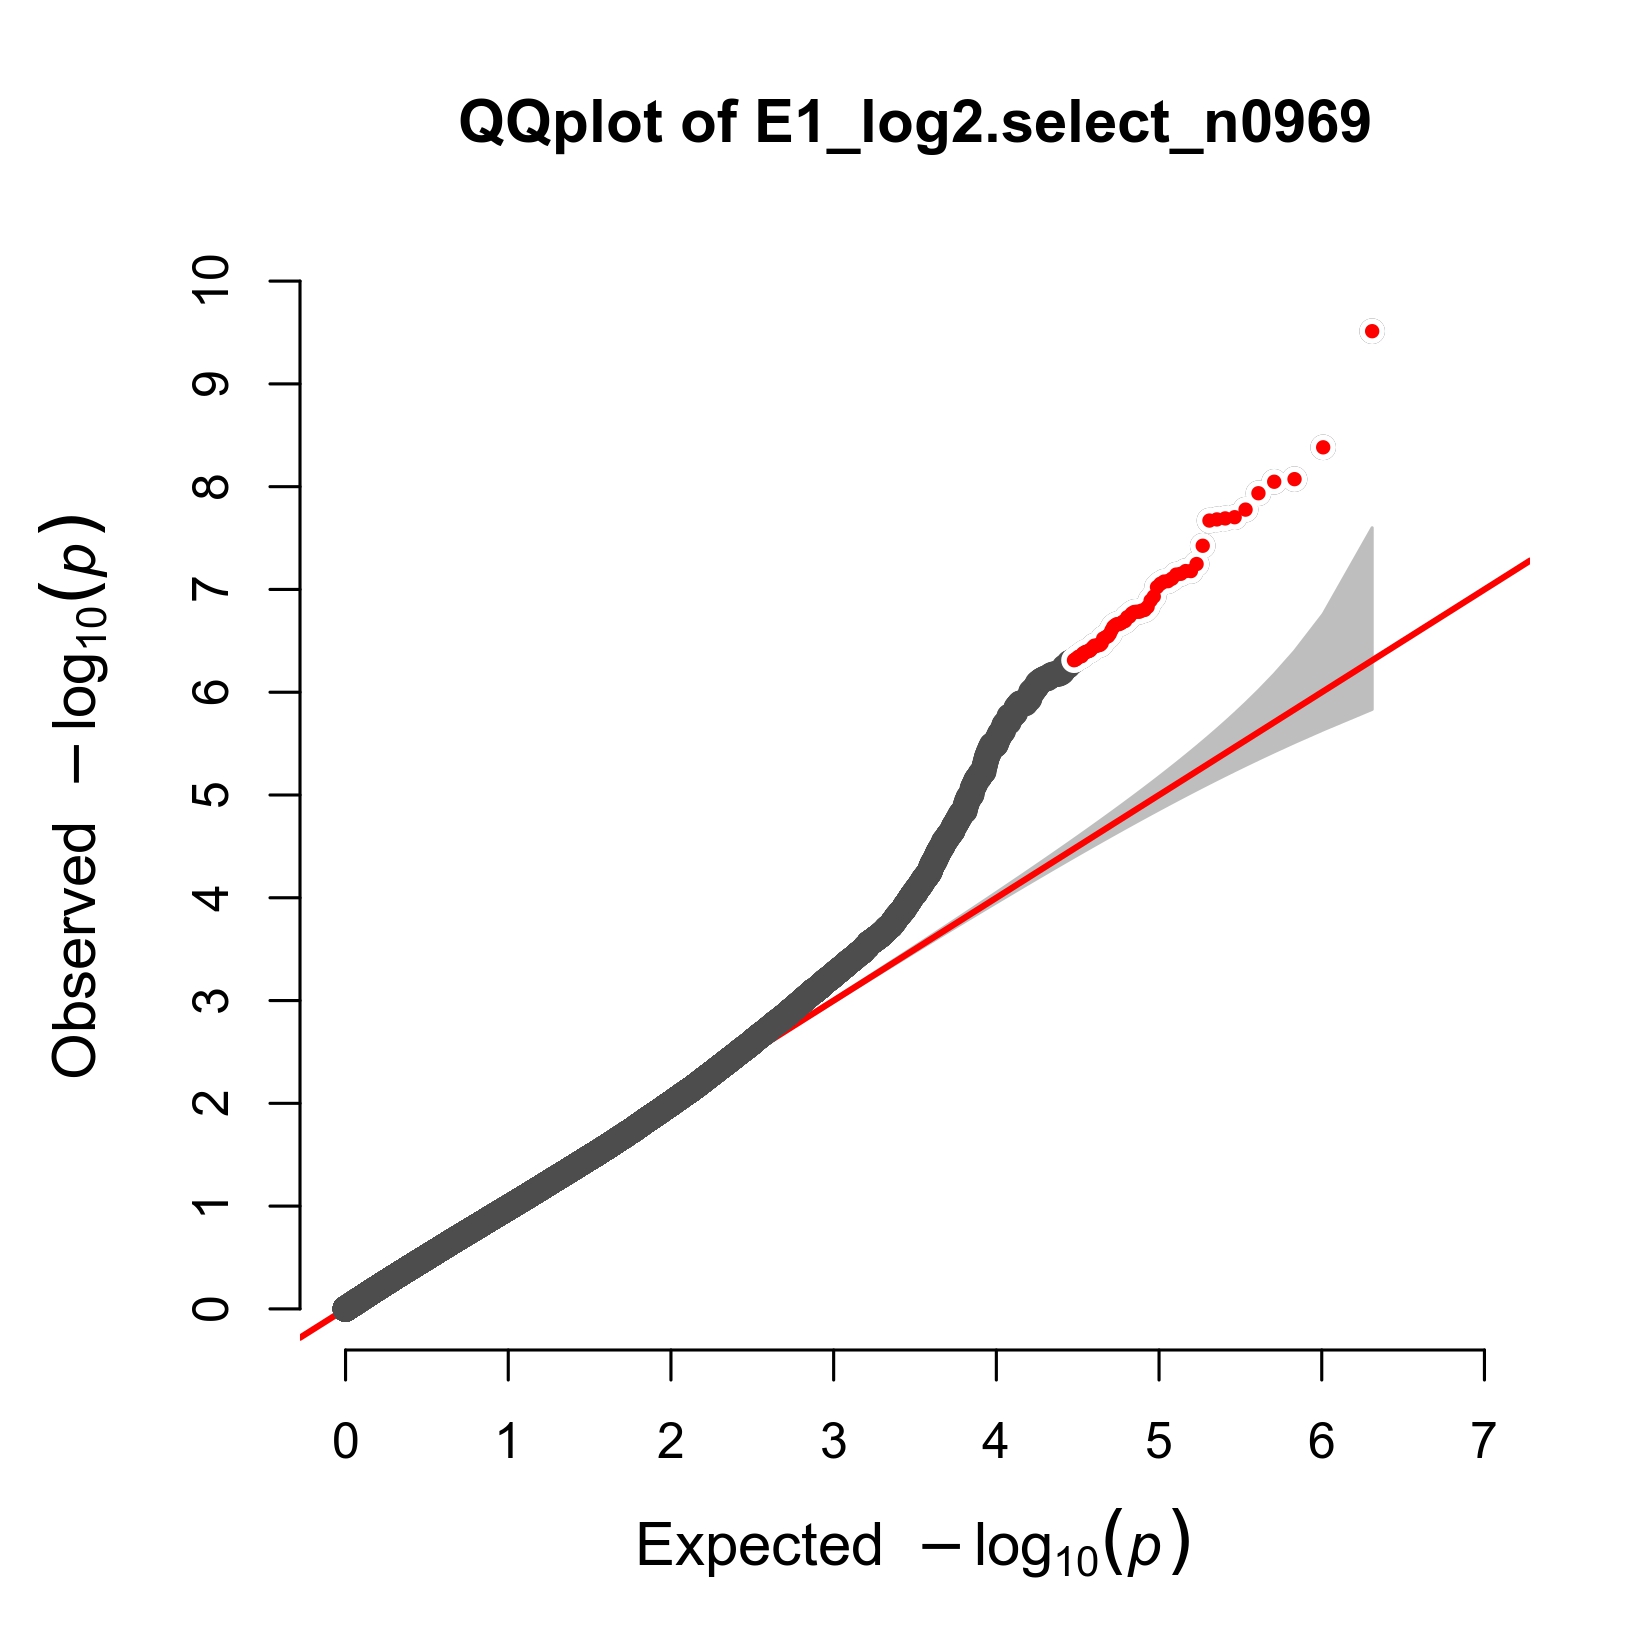 QQplot of E1_log2.select_n0969
Observed −log₁₀(p)
10
9
8
7
6
5
4
3
2
1
0
0 1 2 3 4 5 6 7
Expected −log₁₀(p)